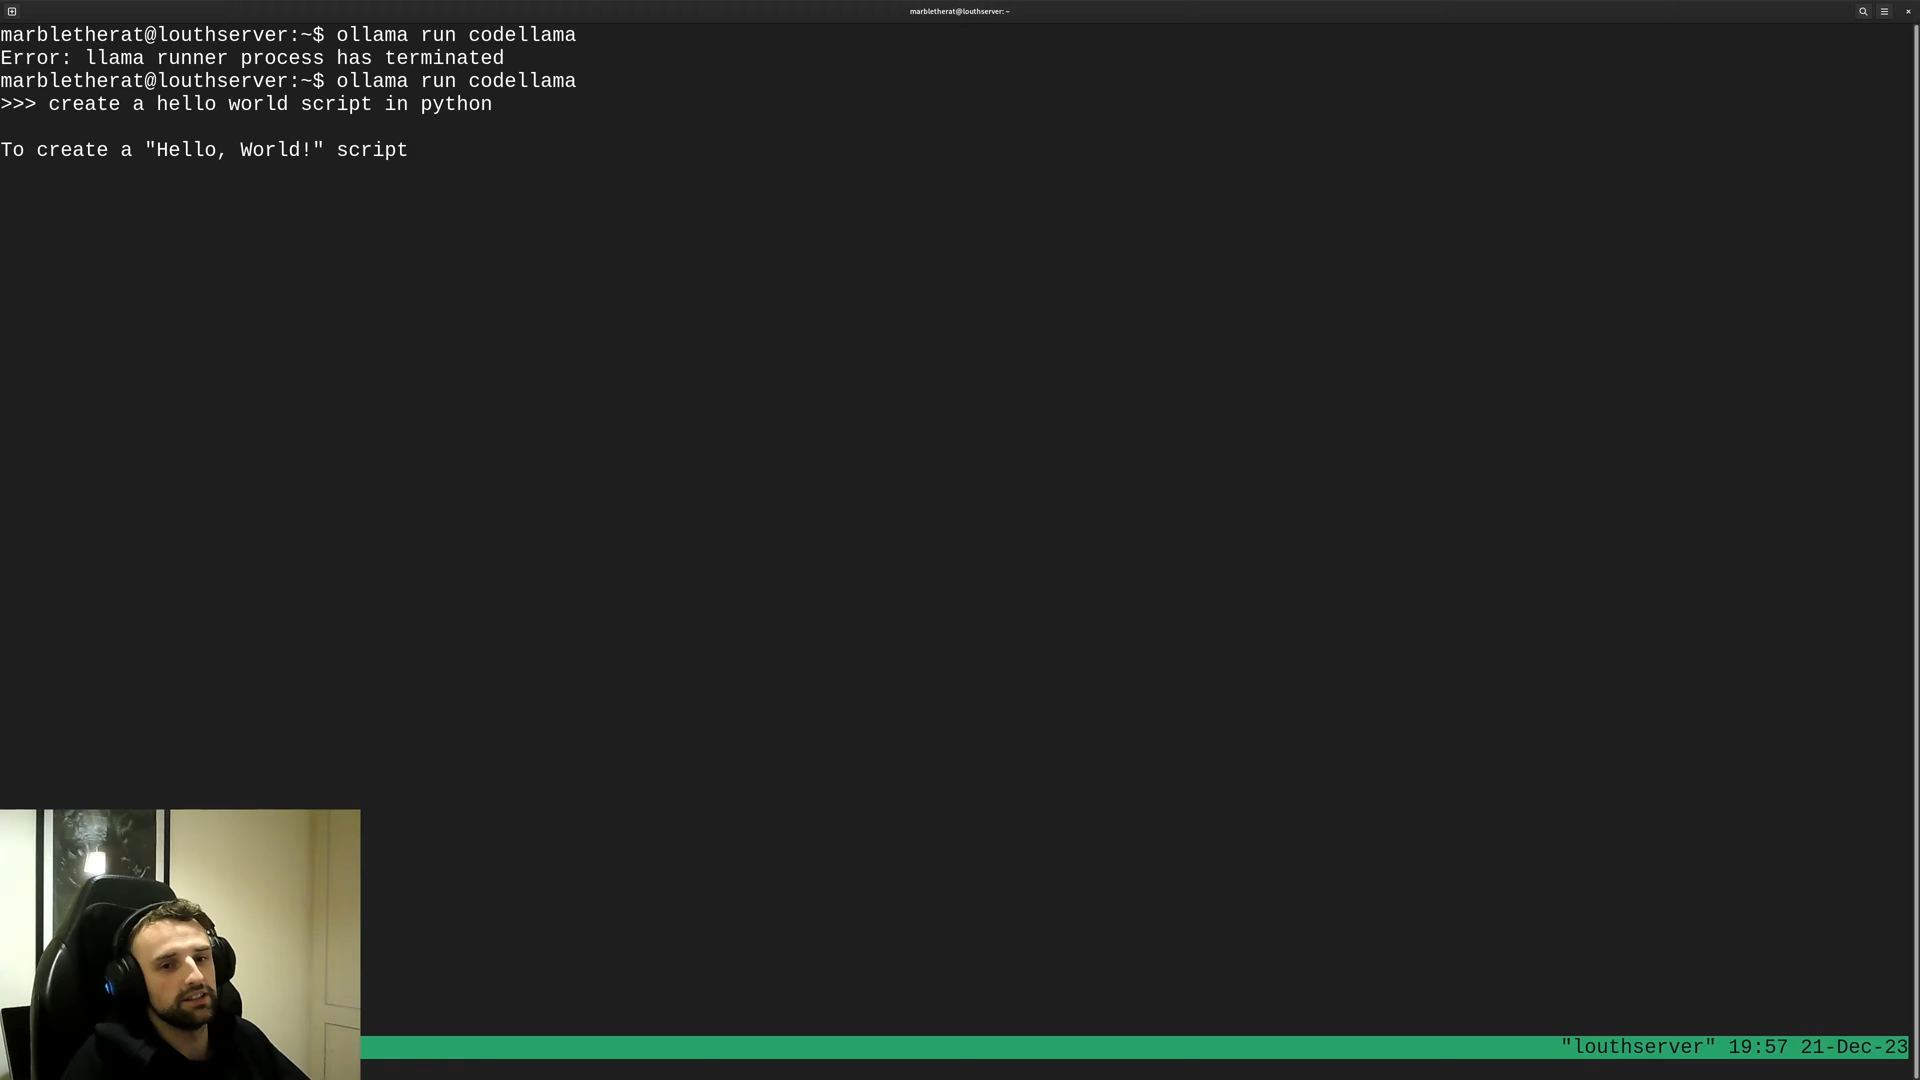 marbletherat@louthserver: ~
marbletherat@louthserver:~$ ollama run codellama
Error: llama runner process has terminated
marbletherat@louthserver:~$ ollama run codellama
>>> create a hello world script in python
To create a "Hello, World!" script
"louthserver" 19:57 21-Dec-23